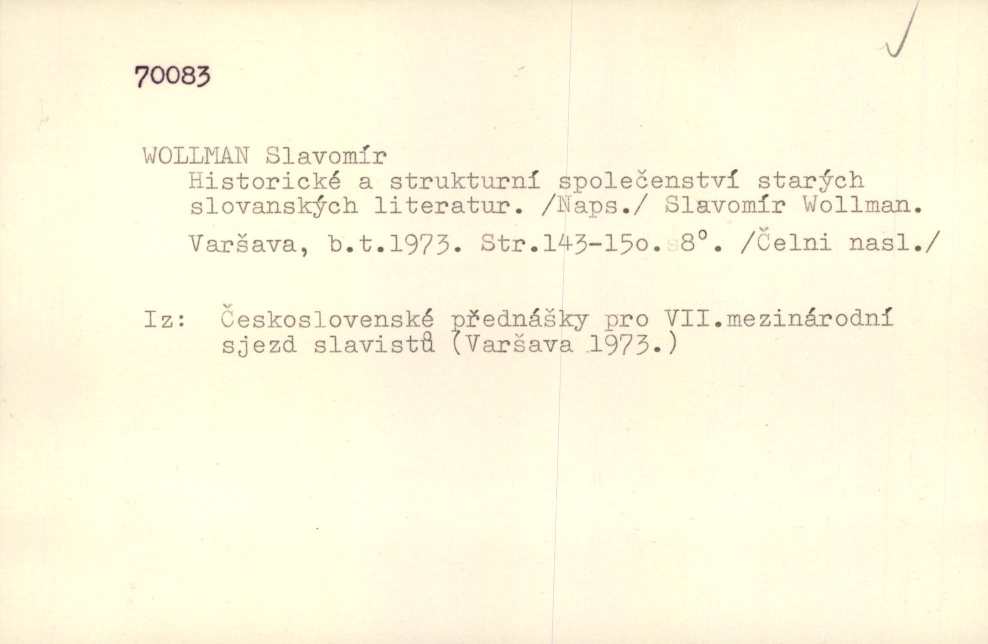 70083
WOLLMAN Slavomír
Historické a strukturní společenství starých
slovanských literatur. /Naps./ Slavomír Wollman.
Varšava, b.t.1973. Str.143-15o. 8°. /Čelni nasl./
Iz: Československé přednášky pro VII.mezinárodní
sjezd slavistů (Varšava 1973.)